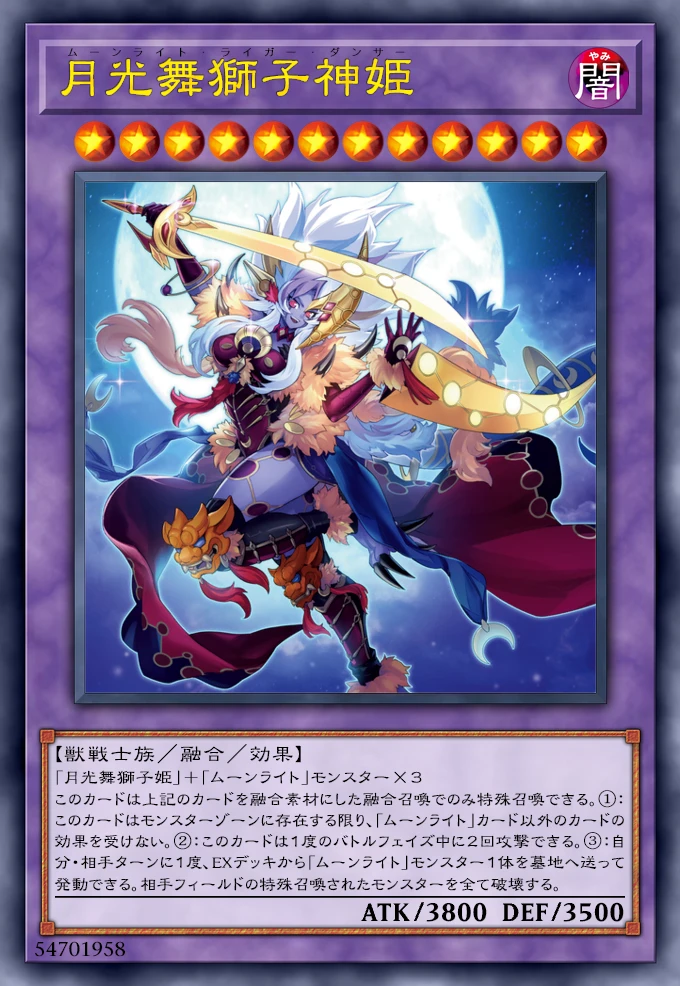 ムーンライト・ライガー・ダンサー
月光舞獅子神姫
やみ
闇
【獣戦士族／融合／効果】
「月光舞獅子姫」＋「ムーンライト」モンスター×３
このカードは上記のカードを融合素材にした融合召喚でのみ特殊召喚できる。①：
このカードはモンスターゾーンに存在する限り、「ムーンライト」カード以外のカードの
効果を受けない。②：このカードは１度のバトルフェイズ中に２回攻撃できる。③：自
分・相手ターンに１度、EXデッキから「ムーンライト」モンスター１体を墓地へ送って
発動できる。相手フィールドの特殊召喚されたモンスターを全て破壊する。
ATK/3800 DEF/3500
54701958